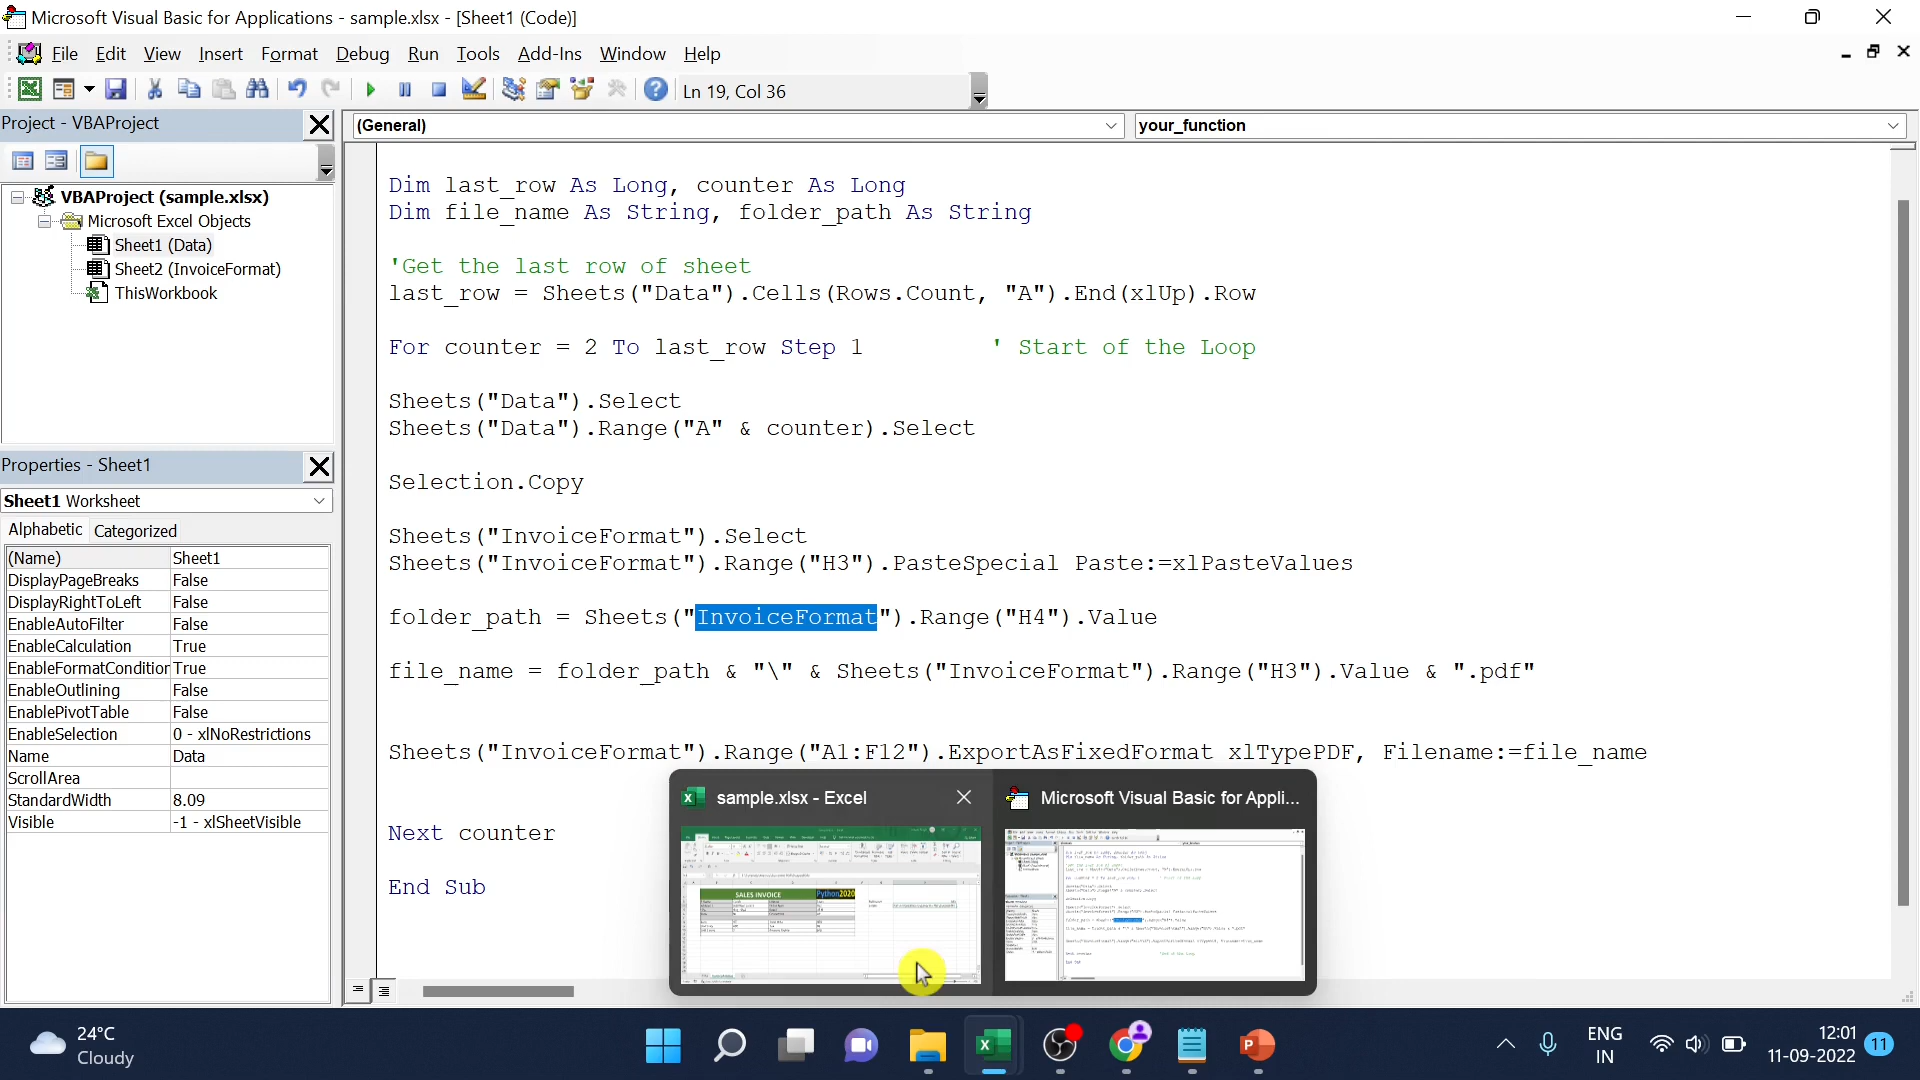 Microsoft Visual Basic for Applications - sample.xlsx - [Sheet1 (Code)]
File Edit View Insert Format Debug Run Tools Add-Ins Window Help
Ln 19, Col 36
Project - VBAProject
VBAProject (sample.xlsx)
Microsoft Excel Objects
Sheet1 (Data)
Sheet2 (InvoiceFormat)
ThisWorkbook
Properties - Sheet1
Sheet1 Worksheet
Alphabetic Categorized
(Name) Sheet1
DisplayPageBreaks False
DisplayRightToLeft False
EnableAutoFilter False
EnableCalculation True
EnableFormatCondition True
EnableOutlining False
EnablePivotTable False
EnableSelection 0 - xlNoRestrictions
Name Data
ScrollArea
StandardWidth 8.09
Visible -1 - xlSheetVisible
(General) your_function
Dim last_row As Long, counter As Long
Dim file_name As String, folder_path As String
'Get the last row of sheet
last_row = Sheets("Data").Cells(Rows.Count, "A").End(xlUp).Row
For counter = 2 To last_row Step 1 ' Start of the Loop
Sheets("Data").Select
Sheets("Data").Range("A" & counter).Select
Selection.Copy
Sheets("InvoiceFormat").Select
Sheets("InvoiceFormat").Range("H3").PasteSpecial Paste:=xlPasteValues
folder_path = Sheets("InvoiceFormat").Range("H4").Value
file_name = folder_path & "\" & Sheets("InvoiceFormat").Range("H3").Value & ".pdf"
Sheets("InvoiceFormat").Range("A1:F12").ExportAsFixedFormat xlTypePDF, Filename:=file_name
Next counter
End Sub
sample.xlsx - Excel
Microsoft Visual Basic for Appli...
SALES INVOICE
Python2020
24°C
Cloudy
ENG
IN
12:01
11-09-2022
11